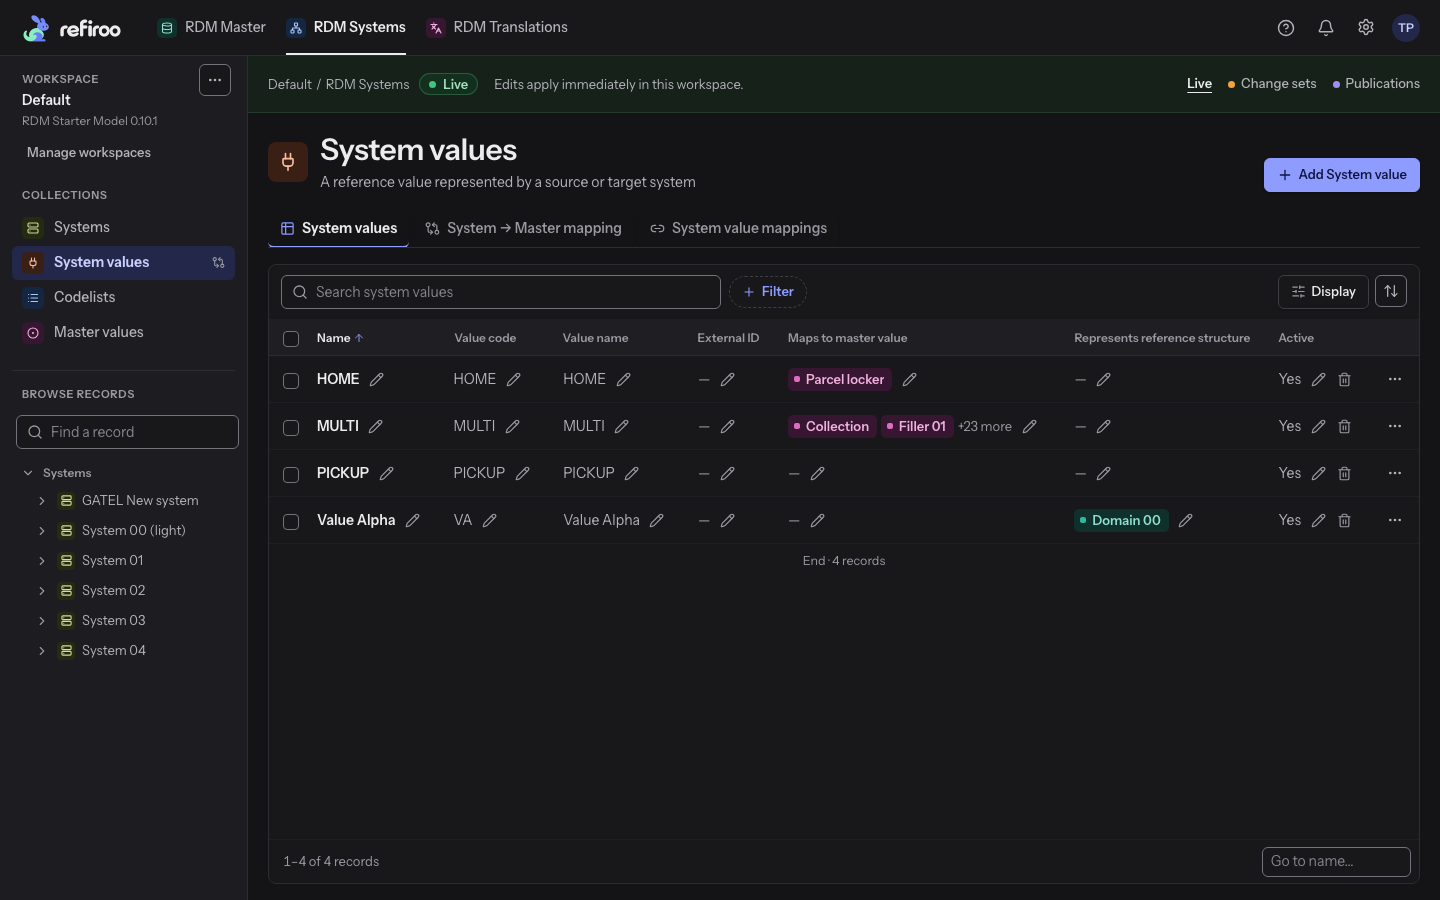 refiroo
RDM Master
RDM Systems
RDM Translations
TP
WORKSPACE
Default
RDM Starter Model 0.10.1
Manage workspaces
COLLECTIONS
Systems
System values
Codelists
Master values
BROWSE RECORDS
Find a record
Systems
GATEL New system
System 00 (light)
System 01
System 02
System 03
System 04
Default / RDM Systems Live Edits apply immediately in this workspace.
Live Change sets Publications
System values
A reference value represented by a source or target system
+ Add System value
System values System → Master mapping System value mappings
Search system values + Filter Display
Name ↑ Value code Value name External ID Maps to master value Represents reference structure Active
HOME HOME HOME — Parcel locker — Yes ...
MULTI MULTI MULTI — Collection Filler 01 +23 more — Yes ...
PICKUP PICKUP PICKUP — — — Yes ...
Value Alpha VA Value Alpha — — Domain 00 Yes ...
End · 4 records
1–4 of 4 records
Go to name...